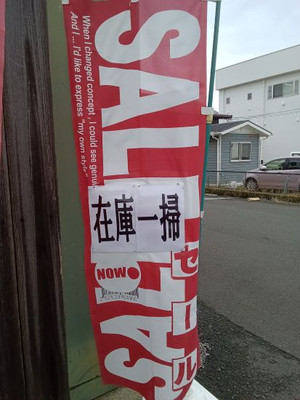 When I changed concept , I could see genu
And I ... I'd like to express "my own style"
SALE
在庫一掃
NOW
セール
SALE